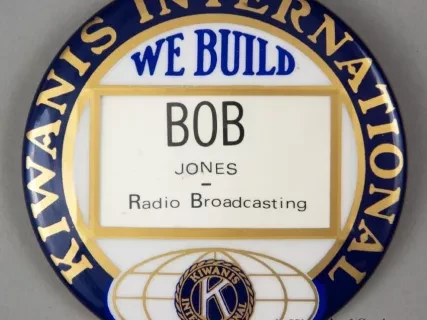 KIWANIS INTERNATIONAL
WE BUILD
BOB
JONES
-
Radio Broadcasting
KIWANIS
INTERNATIONAL
K